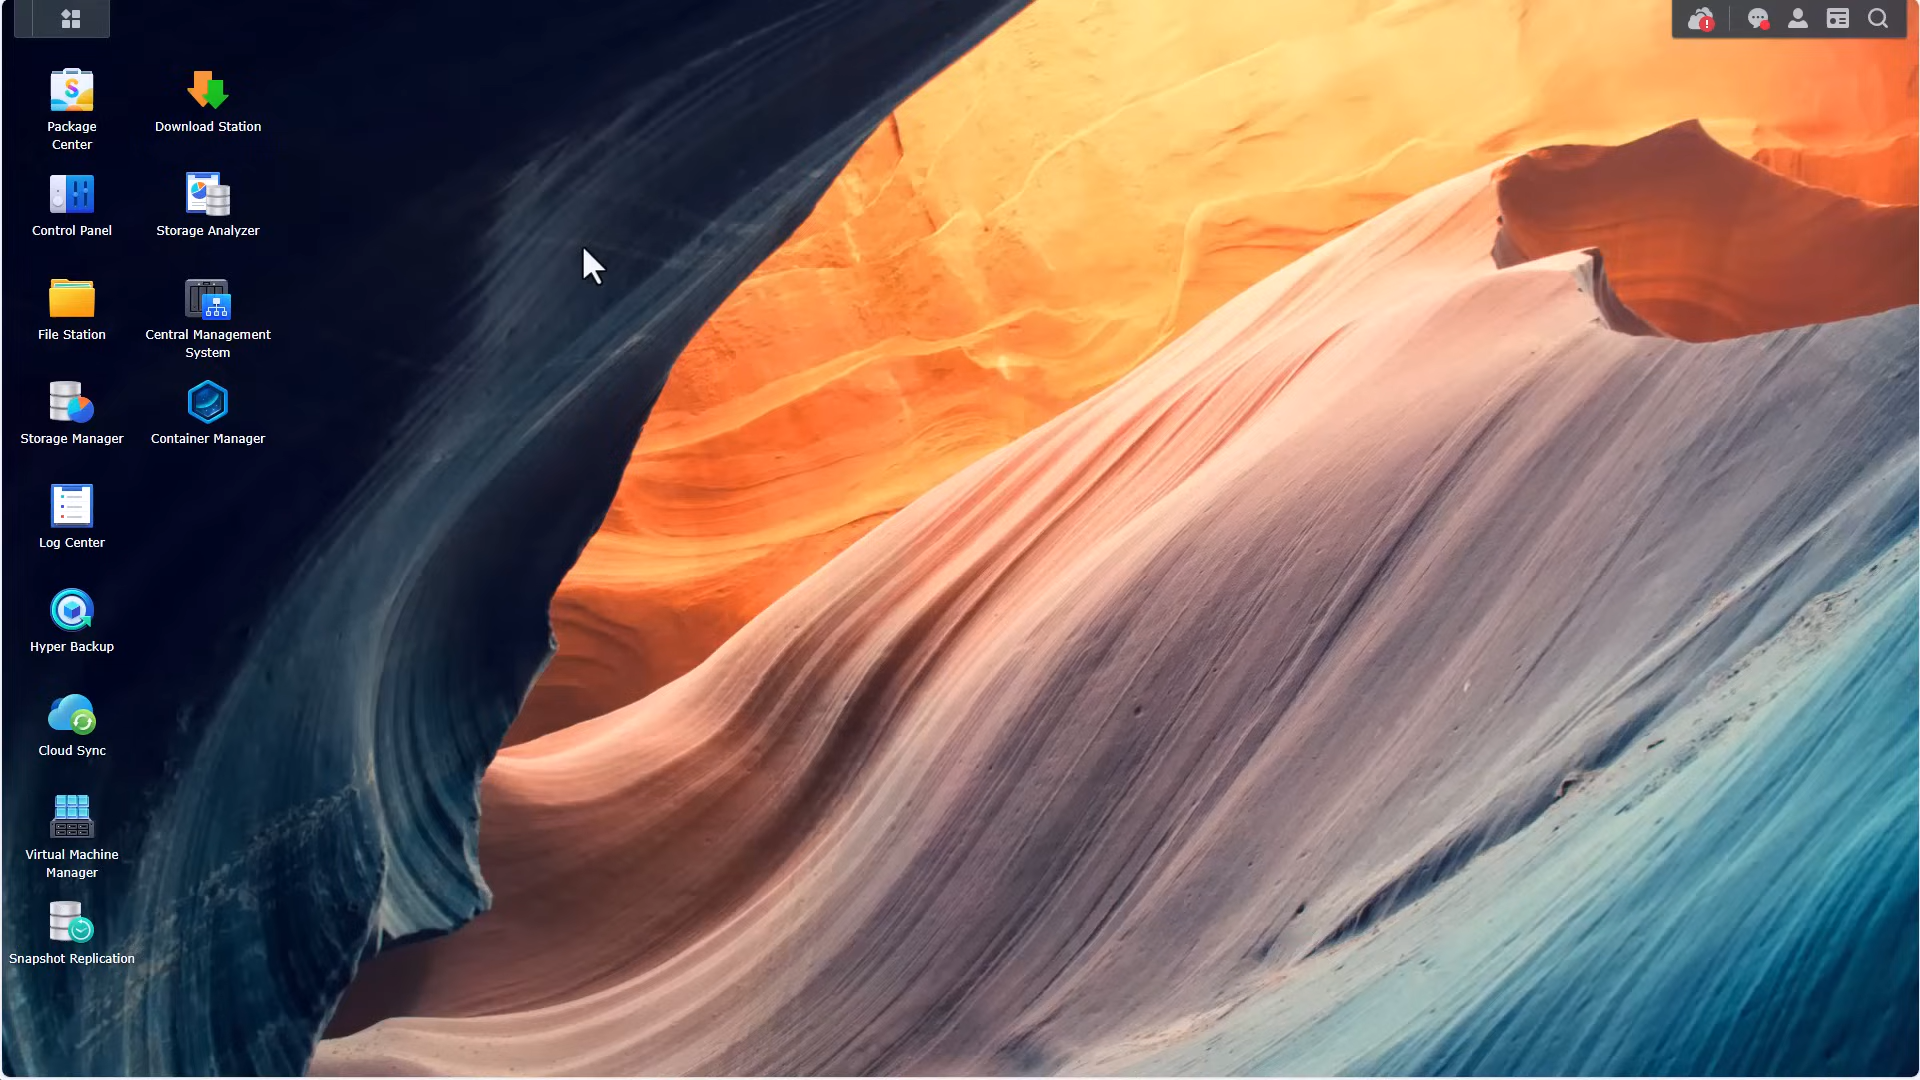 Package
Center
Download Station
Control Panel
Storage Analyzer
File Station
Central Management
System
Storage Manager
Container Manager
Log Center
Hyper Backup
Cloud Sync
Virtual Machine
Manager
Snapshot Replication